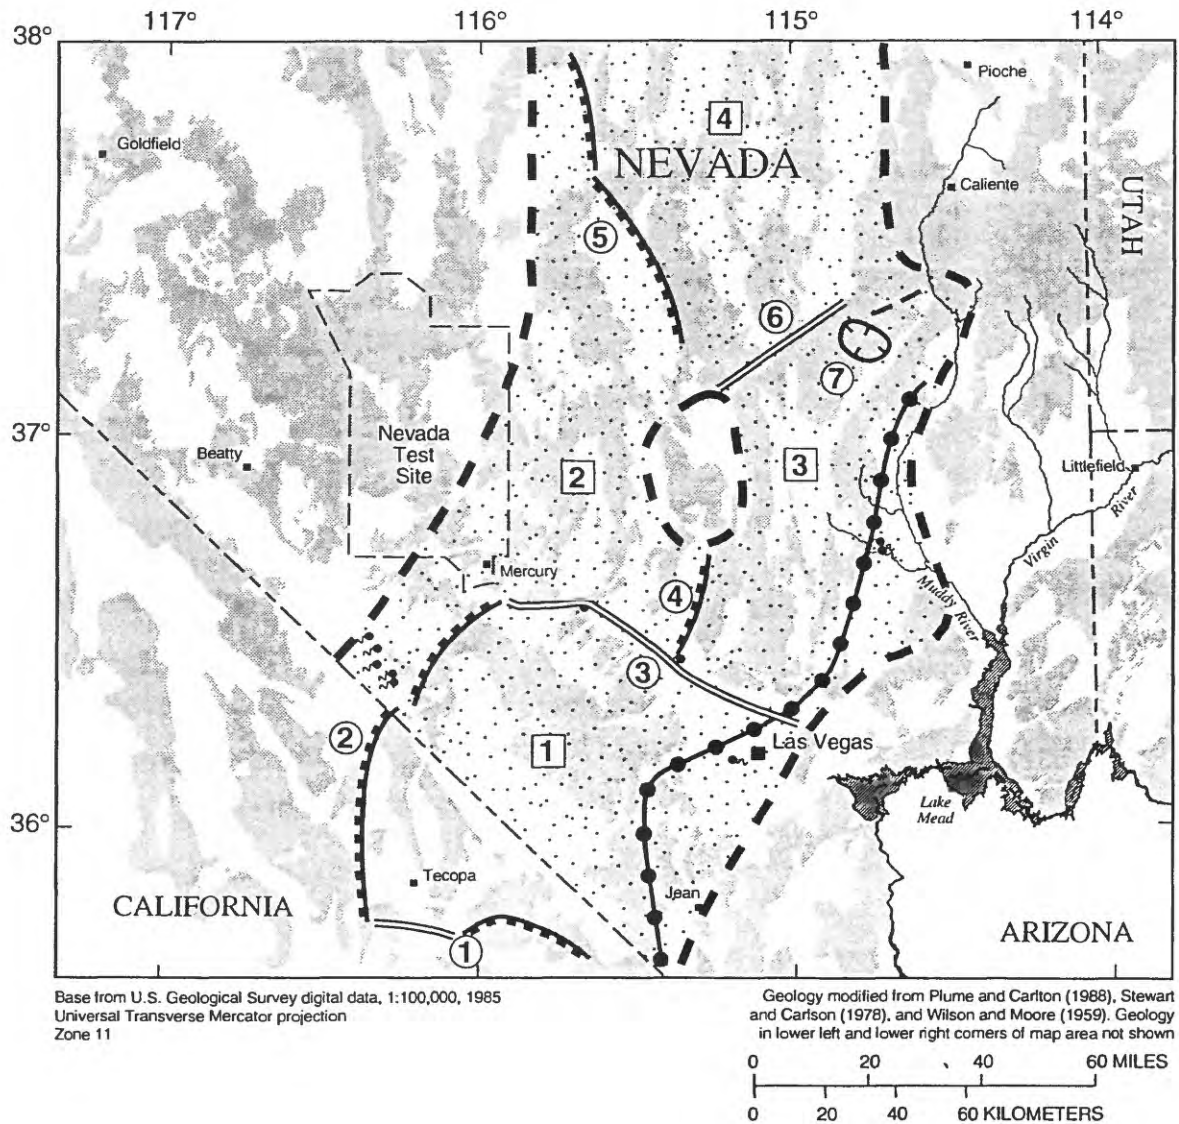 117°
116°
115°
114°
38°
Pioche
4
Goldfield
NEVADA
Caliente
UTAH
5
6
7
37°
Nevada
Test
Site
Beatty
3
Littlefield
2
Virgin
River
Mercury
4
Muddy
River
3
2
1
Las Vegas
36°
Lake
Mead
Tecopa
Jean
CALIFORNIA
ARIZONA
1
Base from U.S. Geological Survey digital data, 1:100,000, 1985
Universal Transverse Mercator projection
Zone 11
Geology modified from Plume and Carlton (1988), Stewart
and Carlson (1978), and Wilson and Moore (1959). Geology
in lower left and lower right corners of map area not shown
0 20 40 60 MILES
0 20 40 60 KILOMETERS